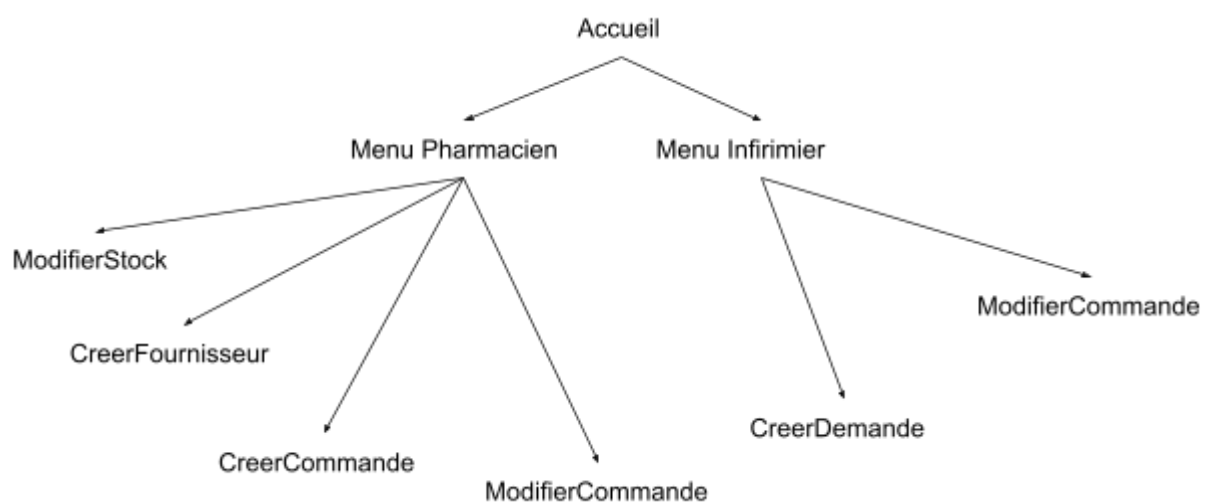 Accueil
Menu Pharmacien
Menu Infirimier
ModifierStock
ModifierCommande
CreerFournisseur
CreerDemande
CreerCommande
ModifierCommande